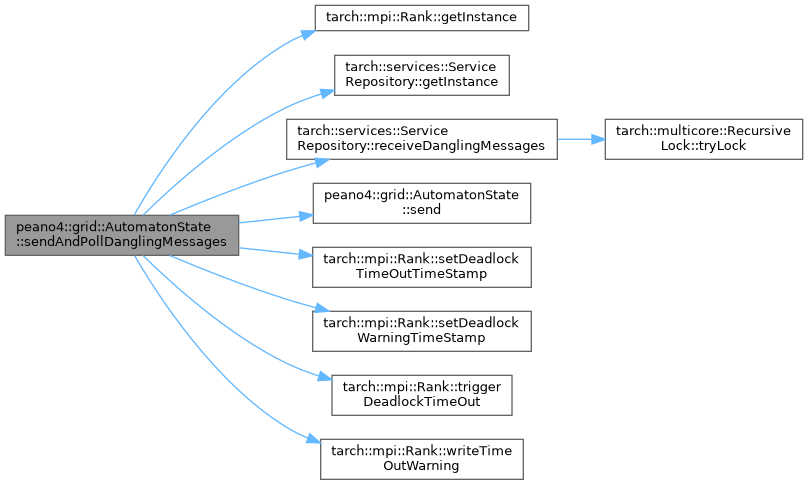 tarch::mpi::Rank::getInstance
tarch::services::Service
Repository::getInstance
tarch::services::Service
Repository::receiveDanglingMessages
tarch::multicore::Recursive
Lock::tryLock
peano4::grid::AutomatonState
::send
peano4::grid::AutomatonState
::sendAndPollDanglingMessages
tarch::mpi::Rank::setDeadlock
TimeOutTimeStamp
tarch::mpi::Rank::setDeadlock
WarningTimeStamp
tarch::mpi::Rank::trigger
DeadlockTimeOut
tarch::mpi::Rank::writeTime
OutWarning